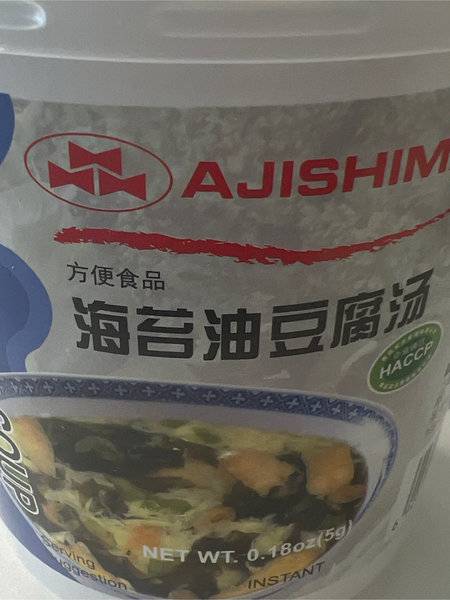 AJISHIM
方便食品
海苔油豆腐汤
HACCP
SOUP
NET WT. 0.18oz(5g)
Serving
INSTANT